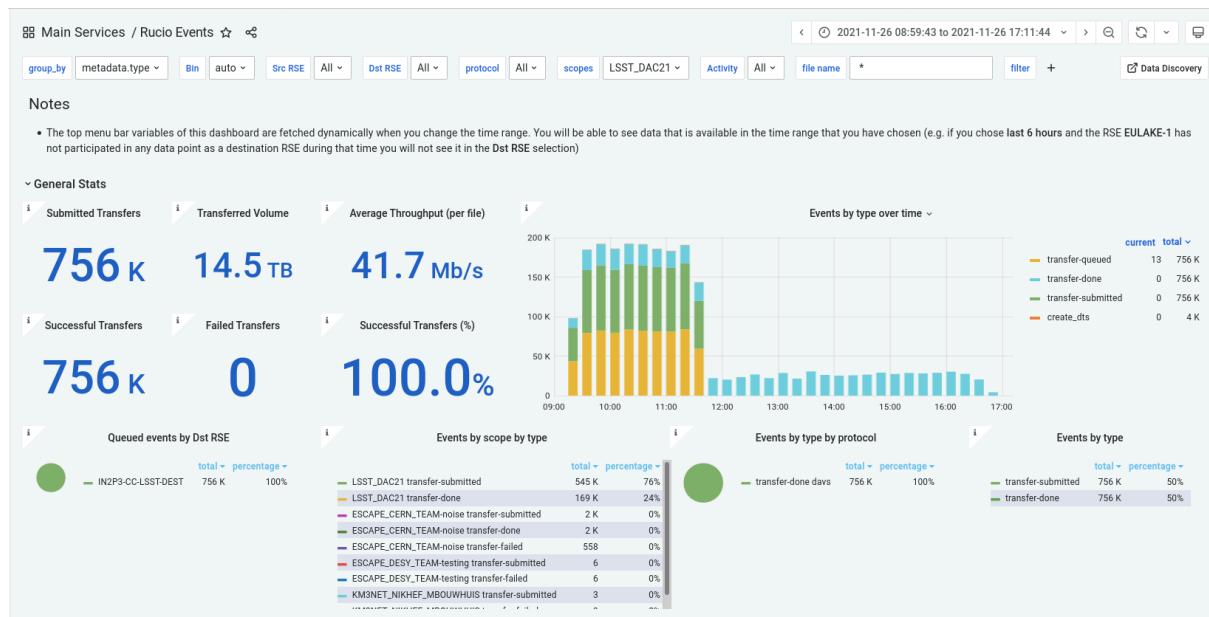 Main Services / Rucio Events
2021-11-26 08:59:43 to 2021-11-26 17:11:44
group_by metadata.type Bin auto Src RSE All Dst RSE All protocol All scopes LSST_DAC21 Activity All file name * filter + Data Discovery
Notes
• The top menu bar variables of this dashboard are fetched dynamically when you change the time range. You will be able to see data that is available in the time range that you have chosen (e.g. if you chose last 6 hours and the RSE EULAKE-1 has
not participated in any data point as a destination RSE during that time you will not see it in the Dst RSE selection)
General Stats
Submitted Transfers
756 K
Transferred Volume
14.5 TB
Average Throughput (per file)
41.7 Mb/s
Successful Transfers
756 K
Failed Transfers
0
Successful Transfers (%)
100.0%
Events by type over time
200 K
150 K
100 K
50 K
0
09:00 10:00 11:00 12:00 13:00 14:00 15:00 16:00 17:00
current total
transfer-queued 13 756 K
transfer-done 0 756 K
transfer-submitted 0 756 K
create_dts 0 4 K
Queued events by Dst RSE
total percentage
IN2P3-CC-LSST-DEST 756 K 100%
Events by scope by type
total percentage
LSST_DAC21 transfer-submitted 545 K 76%
LSST_DAC21 transfer-done 169 K 24%
ESCAPE_CERN_TEAM-noise transfer-submitted 2 K 0%
ESCAPE_CERN_TEAM-noise transfer-done 2 K 0%
ESCAPE_CERN_TEAM-noise transfer-failed 558 0%
ESCAPE_DESY_TEAM-testing transfer-submitted 6 0%
ESCAPE_DESY_TEAM-testing transfer-failed 6 0%
KM3NET_NIKHEF_MBOUWHUIS transfer-submitted 3 0%
Events by type by protocol
total percentage
transfer-done davs 756 K 100%
Events by type
total percentage
transfer-submitted 756 K 50%
transfer-done 756 K 50%